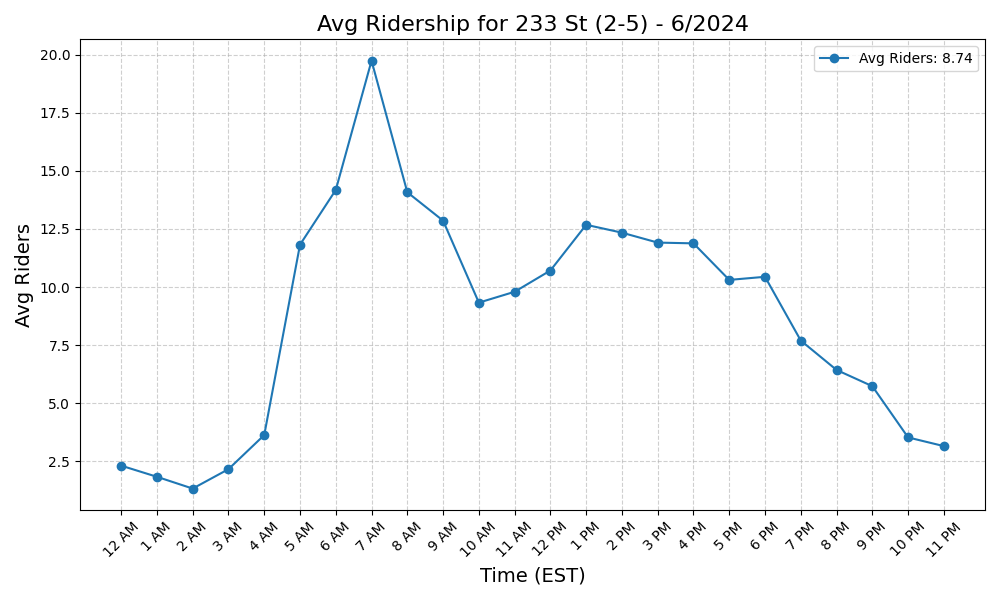 Avg Ridership for 233 St (2-5) - 6/2024
Avg Riders: 8.74
Avg Riders
20.0
17.5
15.0
12.5
10.0
7.5
5.0
2.5
12 AM
1 AM
2 AM
3 AM
4 AM
5 AM
6 AM
7 AM
8 AM
9 AM
10 AM
11 AM
12 PM
1 PM
2 PM
3 PM
4 PM
5 PM
6 PM
7 PM
8 PM
9 PM
10 PM
11 PM
Time (EST)